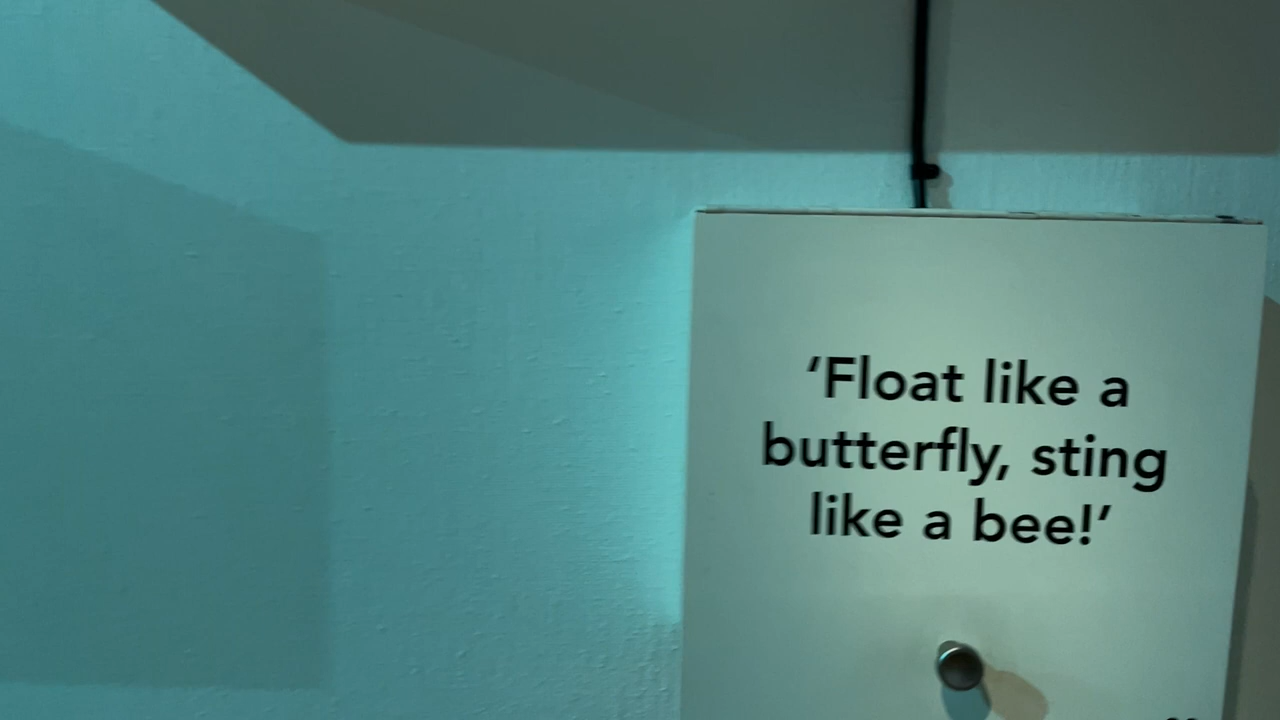 ‘Float like a
butterfly, sting
like a bee!’